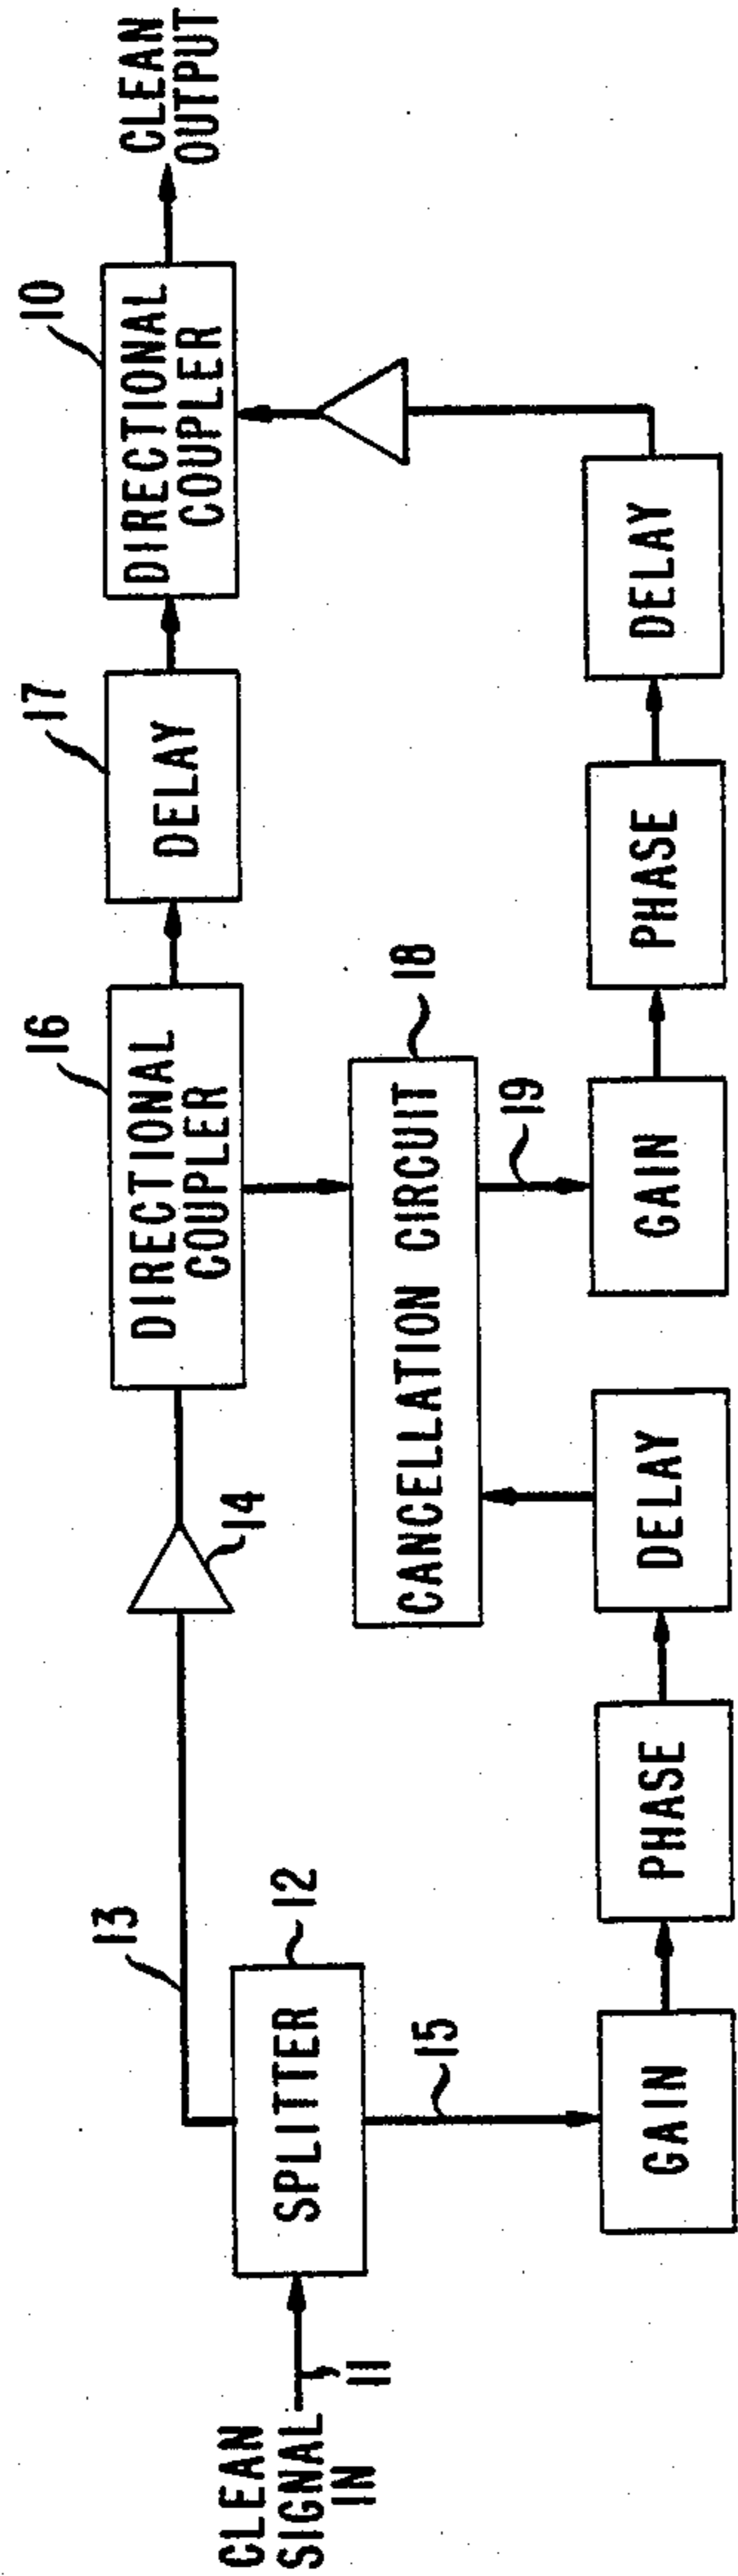 CLEAN
SIGNAL
IN
11
SPLITTER
12
13
14
15
GAIN
PHASE
DELAY
DIRECTIONAL
COUPLER
16
CANCELLATION CIRCUIT
18
19
GAIN
PHASE
DELAY
DELAY
17
DIRECTIONAL
COUPLER
10
CLEAN
OUTPUT